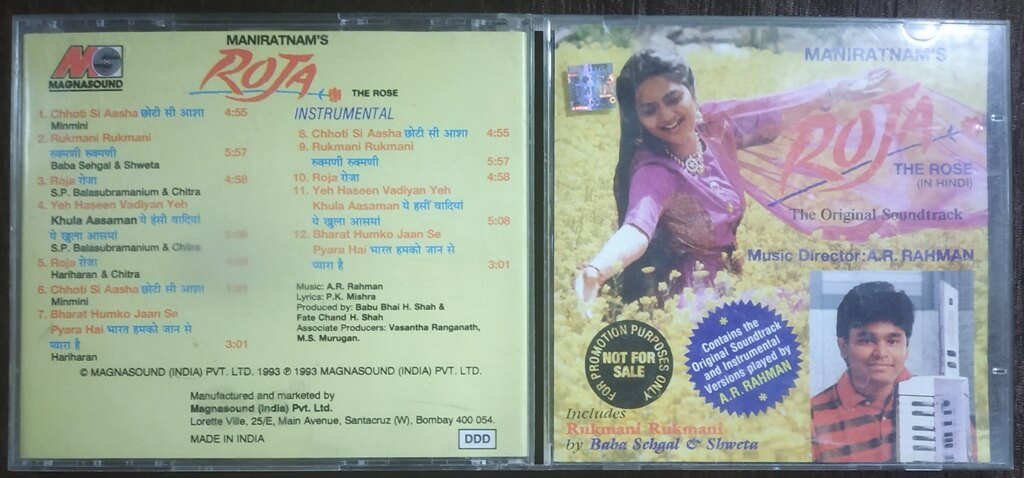 MAGNASOUND
MANIRATNAM'S
ROJA
THE ROSE
1. Chhoti Si Aasha छोटी सी आशा 4:55
Minmini
2. Rukmani Rukmani
रुक्मणी रुक्मणी 5:57
Baba Sehgal & Shweta
3. Roja रोजा 4:58
S.P. Balasubramanium & Chitra
4. Yeh Haseen Vadiyan Yeh
Khula Aasaman ये हंसी वादियां
ये खुला आसमां
S.P. Balasubramanium & Chitra
5. Roja रोजा
Hariharan & Chitra
6. Chhoti Si Aasha छोटी सी आशा
Minmini
7. Bharat Humko Jaan Se
Pyara Hai भारत हमको जान से
प्यारा है 3:01
Hariharan
INSTRUMENTAL
8. Chhoti Si Aasha छोटी सी आशा 4:55
9. Rukmani Rukmani
रुक्मणी रुक्मणी 5:57
10. Roja रोजा 4:58
11. Yeh Haseen Vadiyan Yeh
Khula Aasaman ये हसीं वादियां
ये खुला आसमां 5:08
12. Bharat Humko Jaan Se
Pyara Hai भारत हमको जान से
प्यारा है 3:01
Music: A.R. Rahman
Lyrics: P.K. Mishra
Produced by: Babu Bhai H. Shah &
Fate Chand H. Shah
Associate Producers: Vasantha Ranganath,
M.S. Murugan.
© MAGNASOUND (INDIA) PVT. LTD. 1993 ℗ 1993 MAGNASOUND (INDIA) PVT. LTD.
Manufactured and marketed by
Magnasound (India) Pvt. Ltd.
Lorette Ville, 25/E, Main Avenue, Santacruz (W), Bombay 400 054.
MADE IN INDIA
DDD
MANIRATNAM'S
ROJA
THE ROSE
(IN HINDI)
The Original Soundtrack
Music Director: A.R. RAHMAN
FOR PROMOTION PURPOSES ONLY
NOT FOR
SALE
Contains the
Original Soundtrack
and Instrumental
Versions played by
A.R. RAHMAN
Includes
Rukmani Rukmani
by Baba Sehgal & Shweta